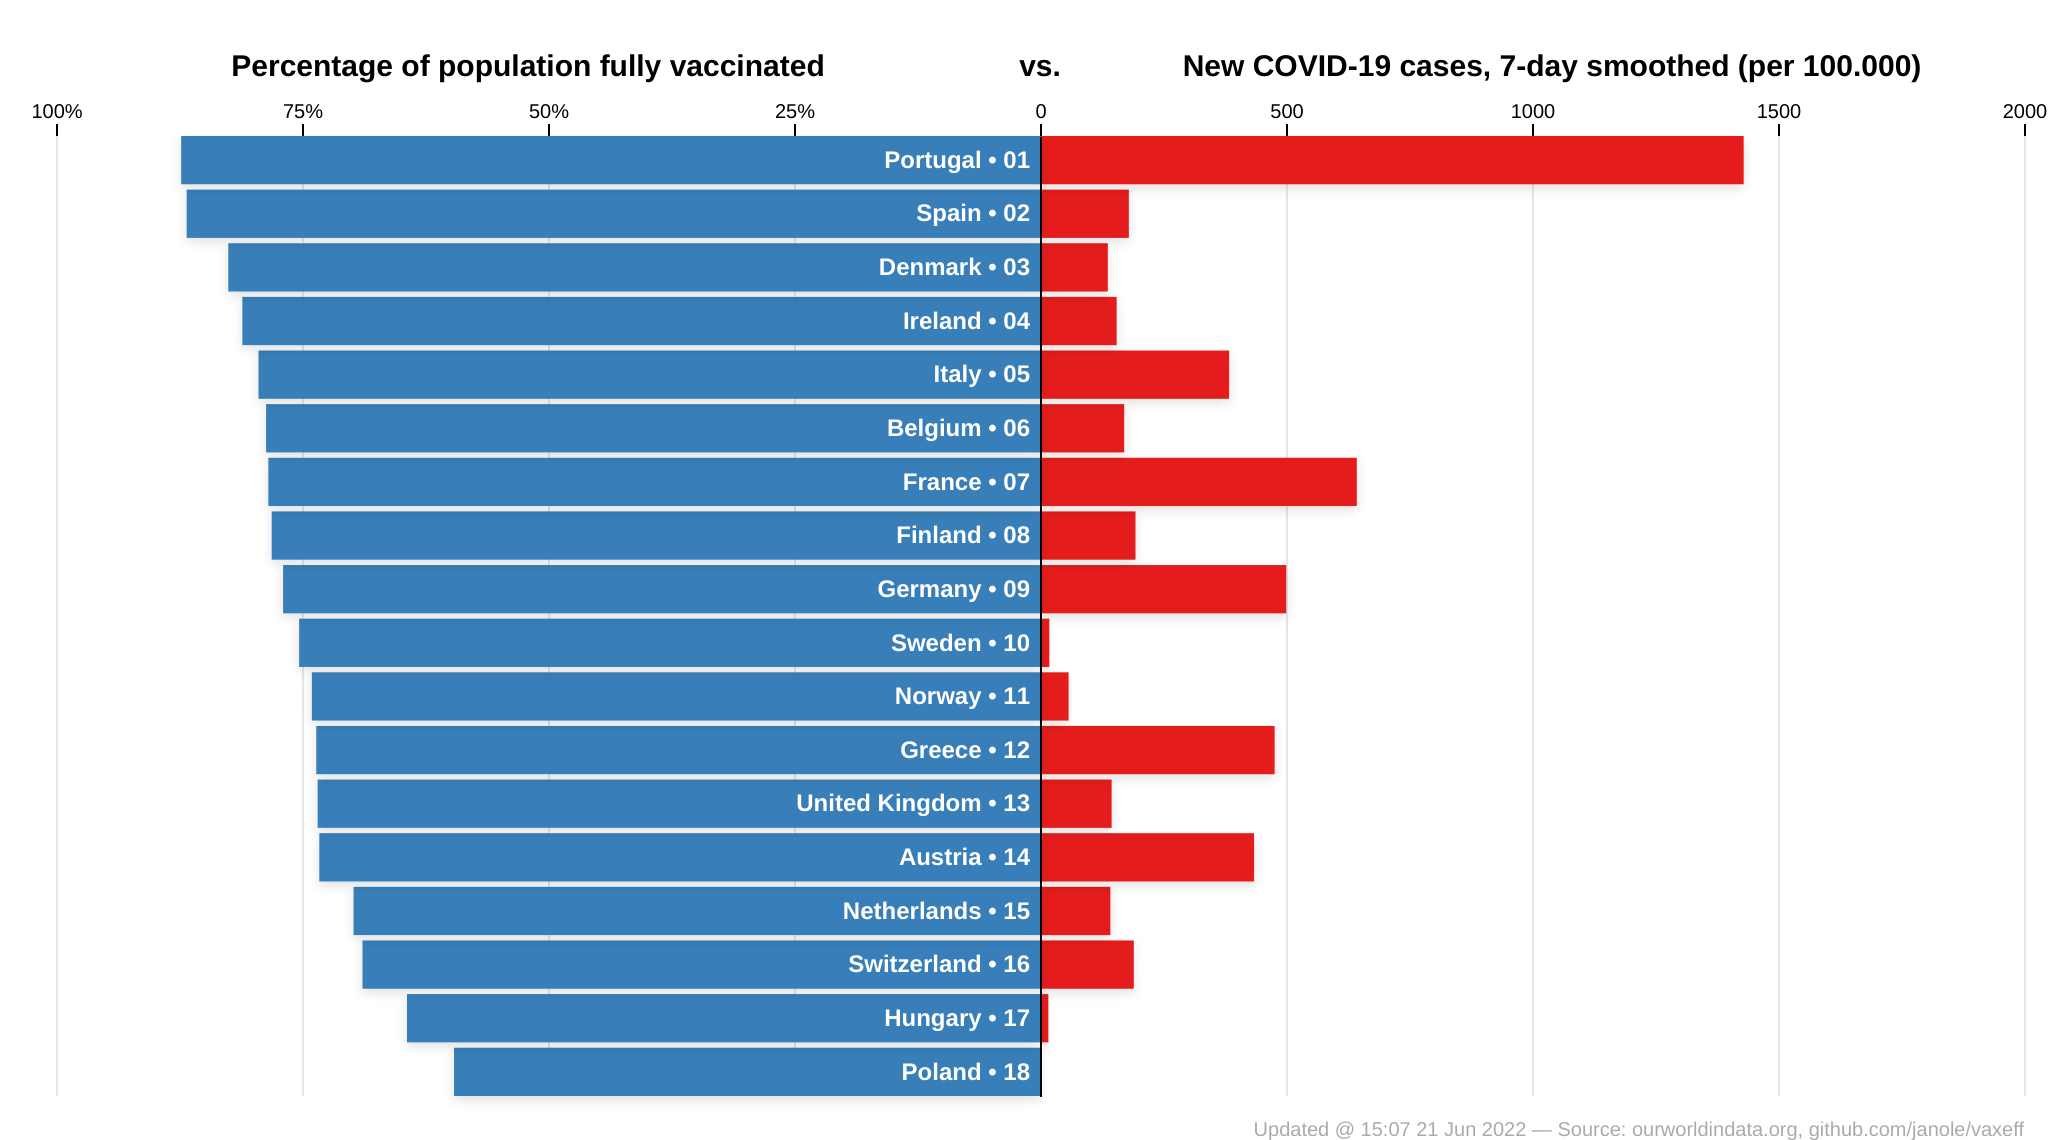 Percentage of population fully vaccinated vs. New COVID-19 cases, 7-day smoothed (per 100.000)
100% 75% 50% 25% 0 500 1000 1500 2000
Portugal • 01
Spain • 02
Denmark • 03
Ireland • 04
Italy • 05
Belgium • 06
France • 07
Finland • 08
Germany • 09
Sweden • 10
Norway • 11
Greece • 12
United Kingdom • 13
Austria • 14
Netherlands • 15
Switzerland • 16
Hungary • 17
Poland • 18
Updated @ 15:07 21 Jun 2022 — Source: ourworldindata.org, github.com/janole/vaxeff